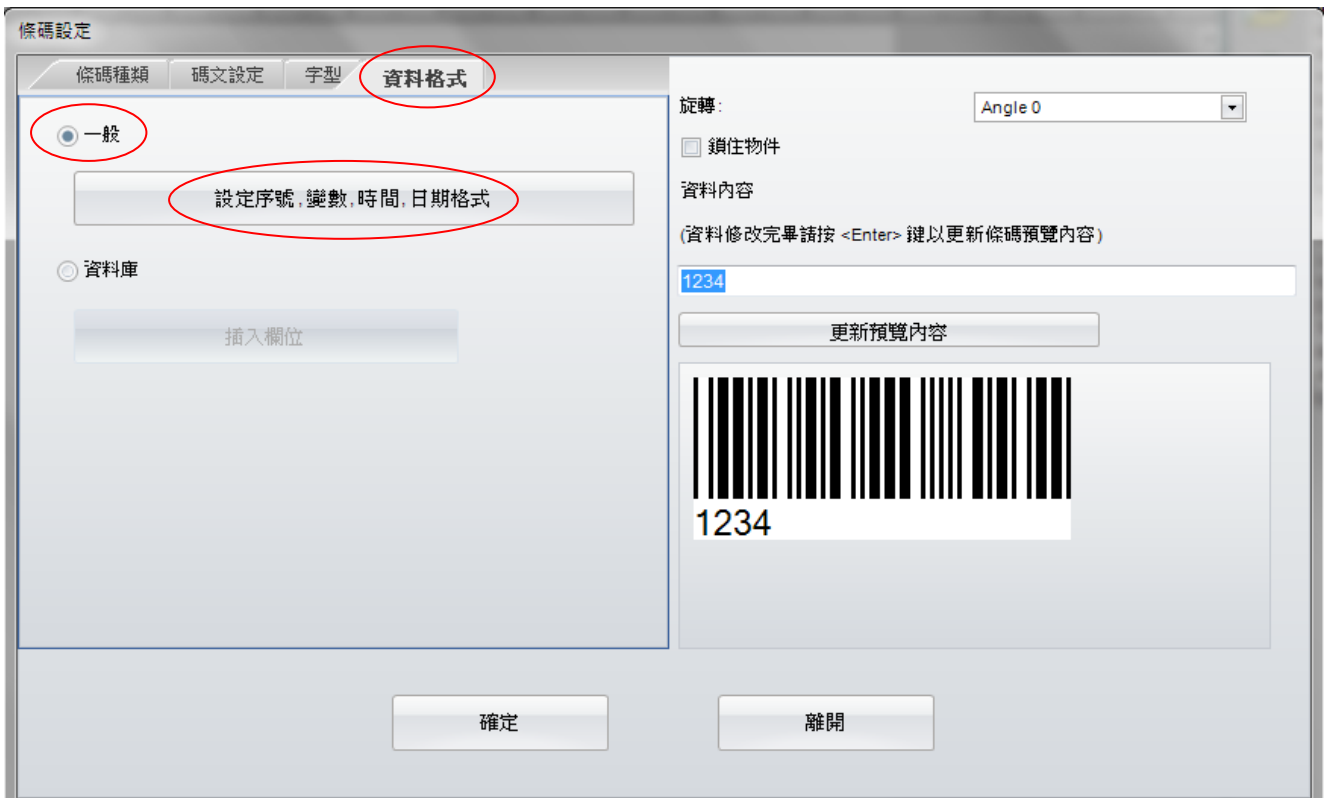 條碼設定
條碼種類 碼文設定 字型 資料格式
一般
設定序號,變數,時間,日期格式
資料庫
插入欄位
旋轉: Angle 0
鎖住物件
資料內容
(資料修改完畢請按 <Enter> 鍵以更新條碼預覽內容)
1234
更新預覽內容
1234
確定 離開